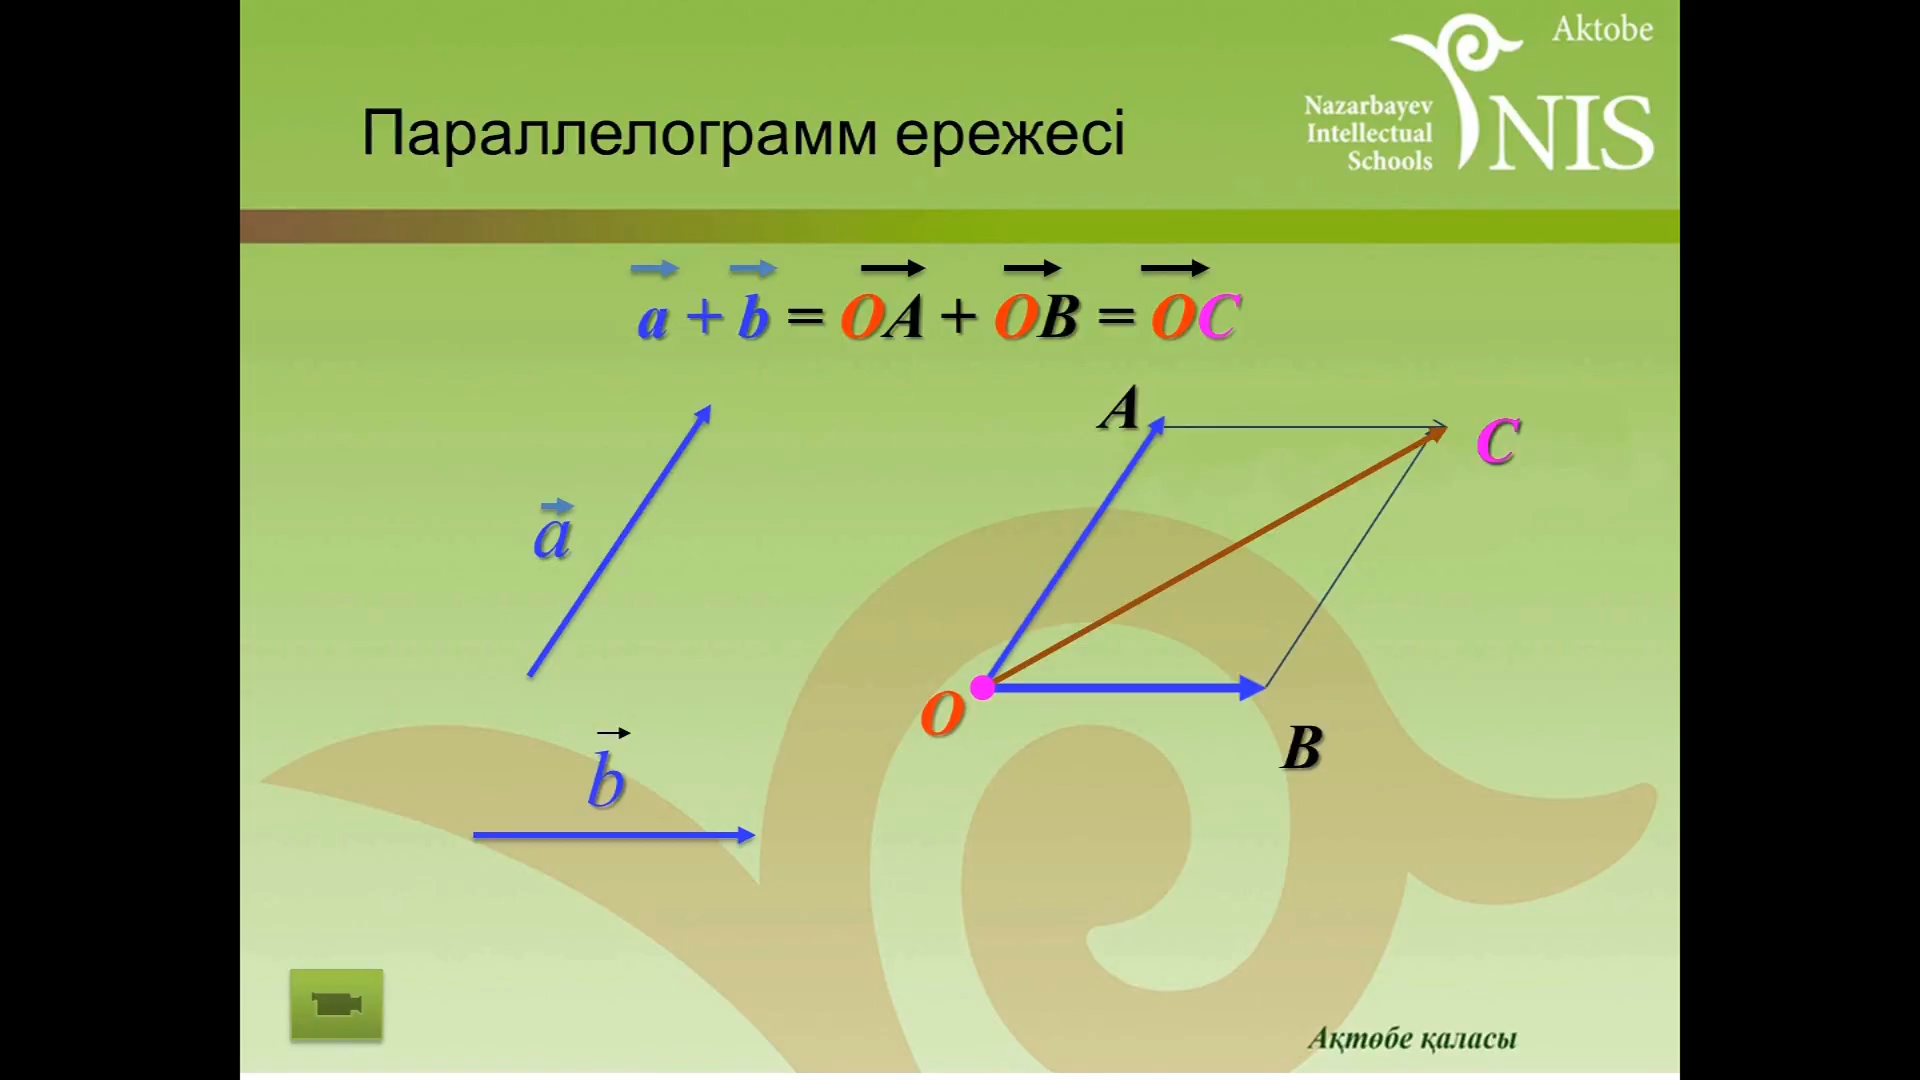 Aktobe
Nazarbayev
Intellectual
Schools
NIS
Параллелограмм ережесі
a + b = OA + OB = OC
A
C
a
O
B
b
Ақтөбе қаласы